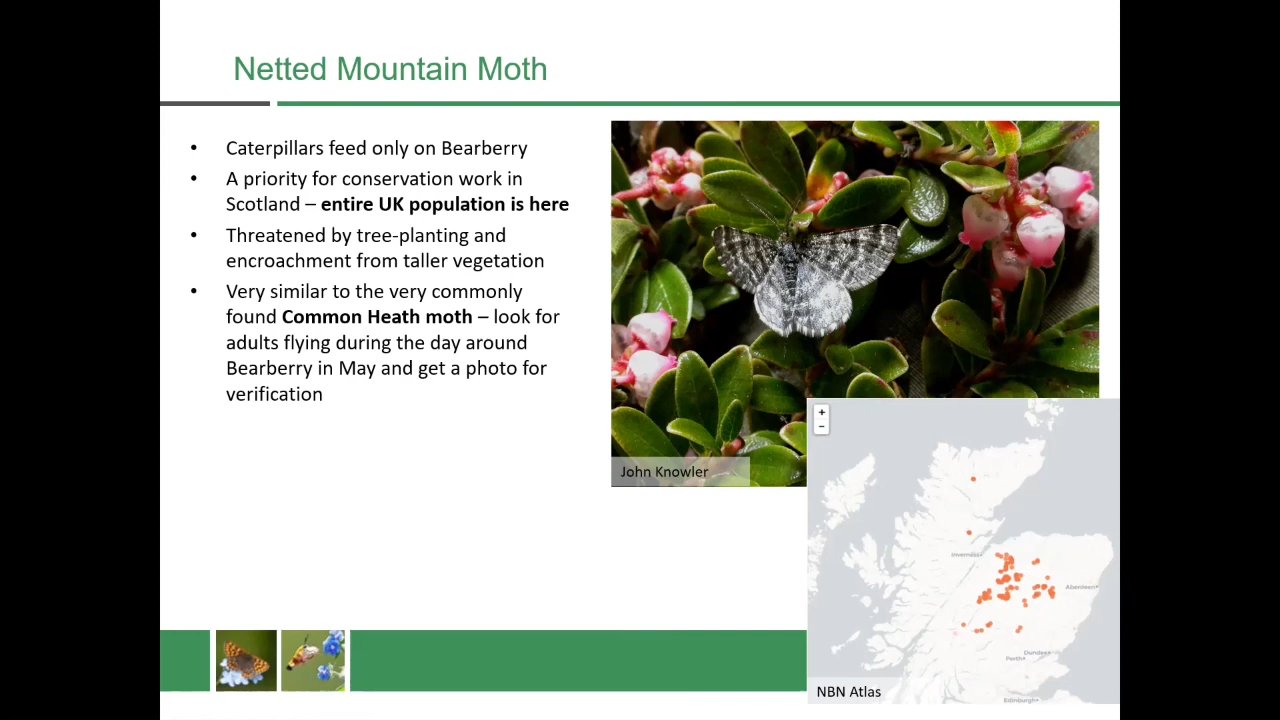 Netted Mountain Moth
• Caterpillars feed only on Bearberry
• A priority for conservation work in
Scotland – entire UK population is here
• Threatened by tree-planting and
encroachment from taller vegetation
• Very similar to the very commonly
found Common Heath moth – look for
adults flying during the day around
Bearberry in May and get a photo for
verification
John Knowler
+
−
Inverness
Aberdeen
Dundee
Perth
Edinburgh
NBN Atlas